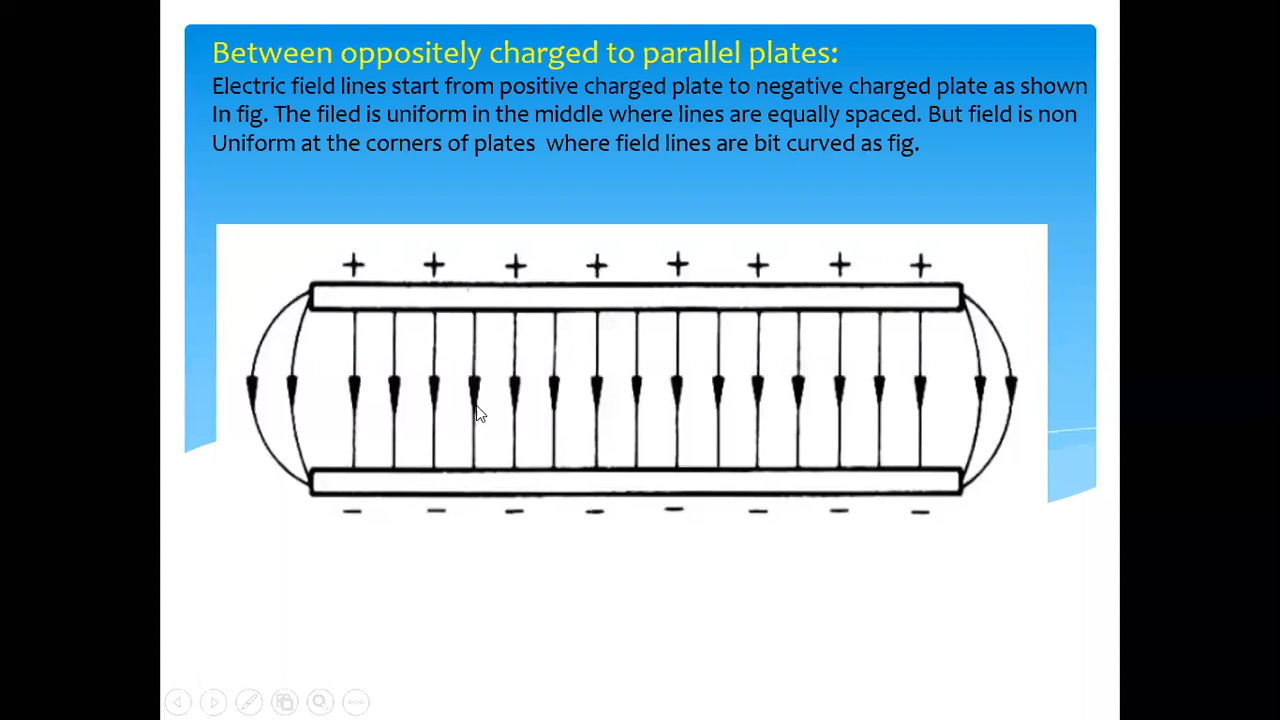 Between oppositely charged to parallel plates:
Electric field lines start from positive charged plate to negative charged plate as shown
In fig. The filed is uniform in the middle where lines are equally spaced. But field is non
Uniform at the corners of plates where field lines are bit curved as fig.
+ + + + + + + +
− − − − − − − −